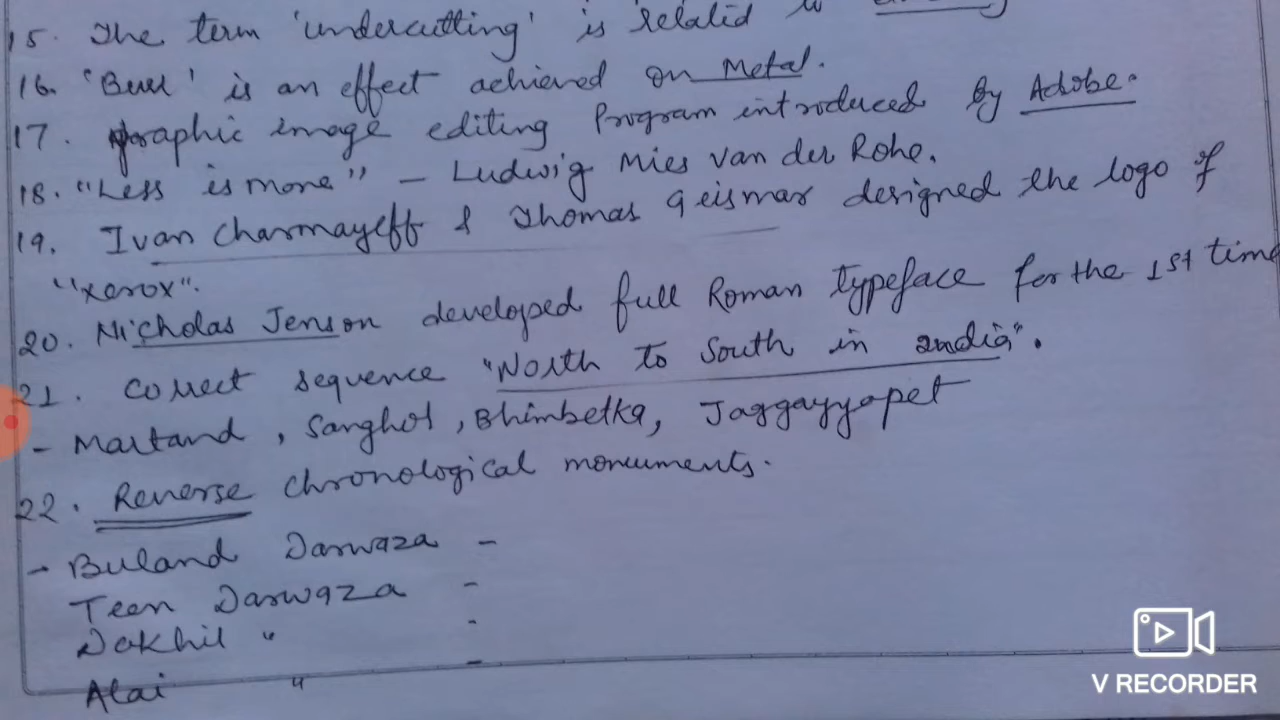 15. The term 'undercutting' is relatid to
16. 'Burr' is an effect achieved on Metal.
17. graphic image editing Program introduced by Adobe.
18. "Less is more" – Ludwig Mies van der Rohe.
19. Ivan Charmayeff & Thomas Geismar designed the logo of
"xerox".
20. Nicholas Jenson developed full Roman typeface for the 1st time
21. Correct sequence "North to South in india".
- Martand, Sanghol, Bhimbetka, Jaggayyapet
22. Reverse chronological monuments.
- Buland Darwaza -
Teen Darwaza -
Dakhil " -
Alai " -
V RECORDER